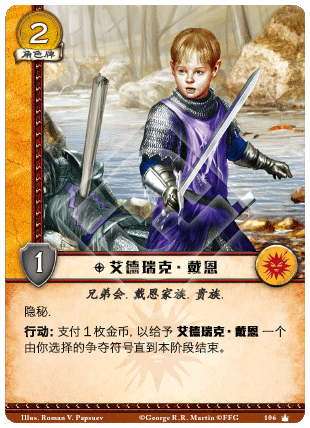 2
角色牌
1
艾德瑞克·戴恩
兄弟会. 戴恩家族. 贵族.
隐秘.
行动: 支付 1 枚金币, 以给予 艾德瑞克·戴恩 一个
由你选择的争夺符号直到本阶段结束。
Illus. Roman V. Papsuev ©George R.R. Martin ©FFG 106